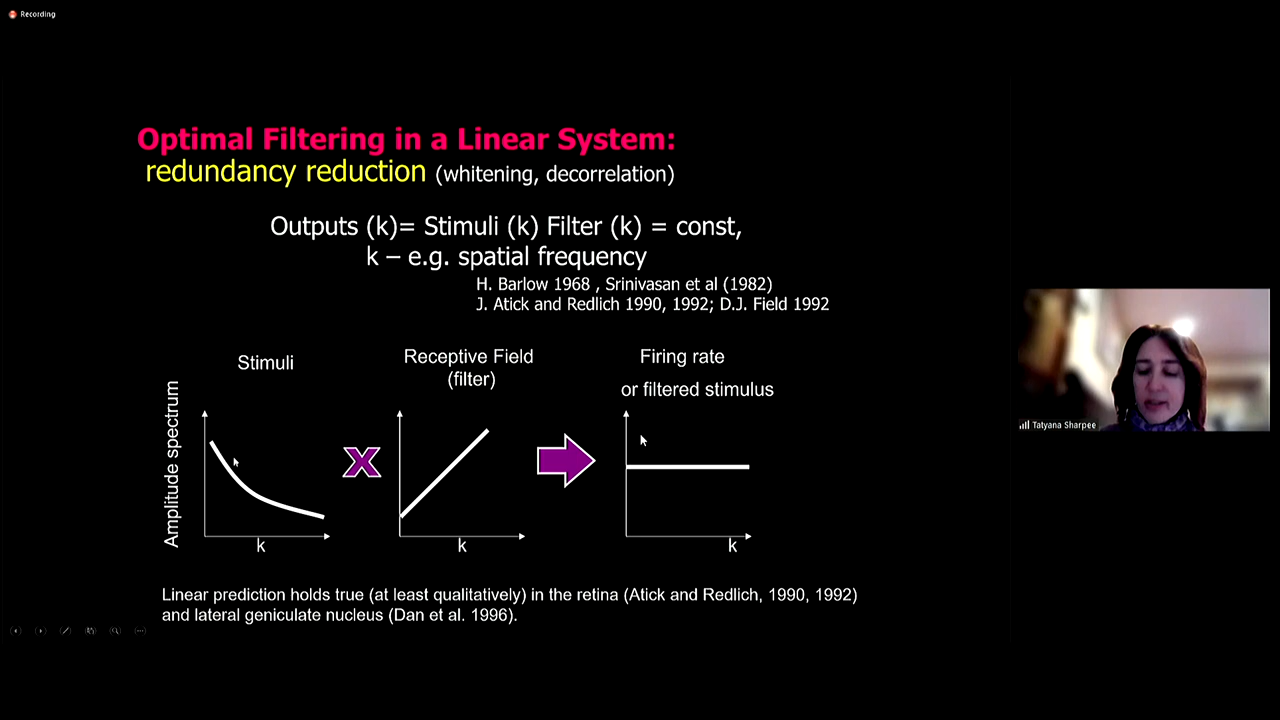 Recording
Optimal Filtering in a Linear System:
redundancy reduction (whitening, decorrelation)
Outputs (k)= Stimuli (k) Filter (k) = const,
k – e.g. spatial frequency
H. Barlow 1968 , Srinivasan et al (1982)
J. Atick and Redlich 1990, 1992; D.J. Field 1992
Stimuli
Receptive Field
(filter)
Firing rate
or filtered stimulus
Amplitude spectrum
X
k
k
k
Linear prediction holds true (at least qualitatively) in the retina (Atick and Redlich, 1990, 1992)
and lateral geniculate nucleus (Dan et al. 1996).
Tatyana Sharpee